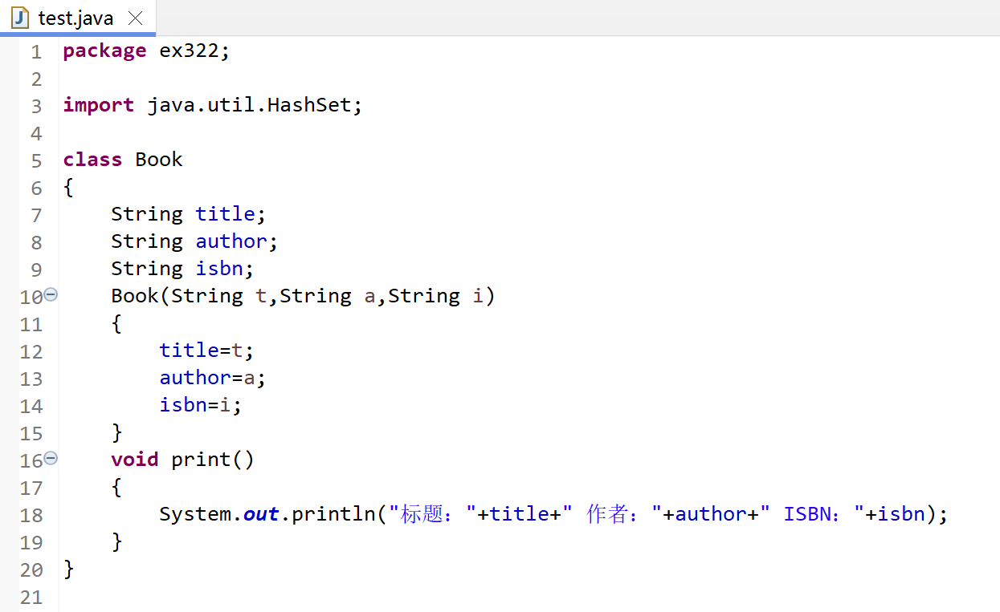 test.java
1 package ex322;
2
3 import java.util.HashSet;
4
5 class Book
6 {
7     String title;
8     String author;
9     String isbn;
10     Book(String t,String a,String i)
11     {
12         title=t;
13         author=a;
14         isbn=i;
15     }
16     void print()
17     {
18         System.out.println("标题："+title+" 作者："+author+" ISBN："+isbn);
19     }
20 }
21